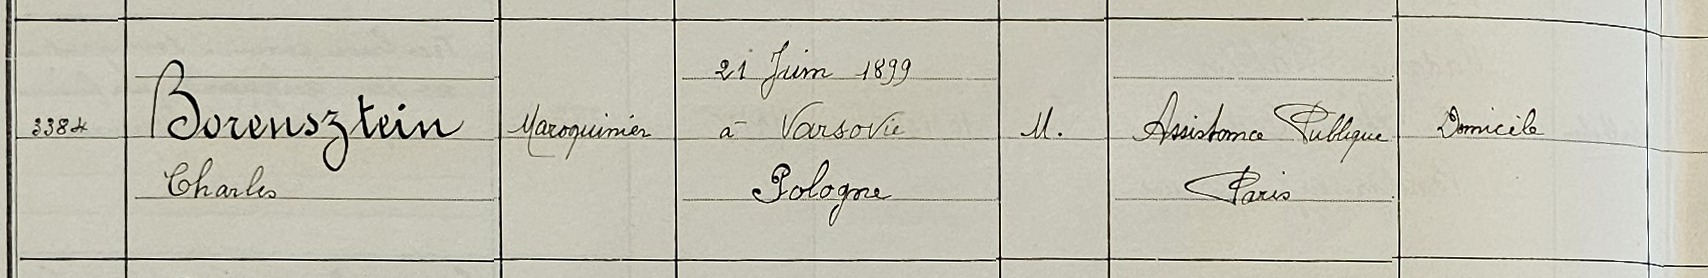 21 Juin 1899
3384 Borensztein Maroquinier à Varsovie M. Assistance Publique Domicile
Charles Pologne Paris